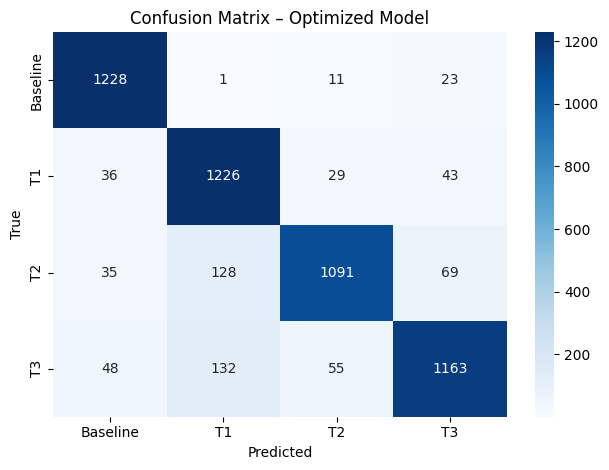 Confusion Matrix – Optimized Model
True
Baseline 1228 1 11 23
T1 36 1226 29 43
T2 35 128 1091 69
T3 48 132 55 1163
Baseline T1 T2 T3
Predicted
1200
1000
800
600
400
200